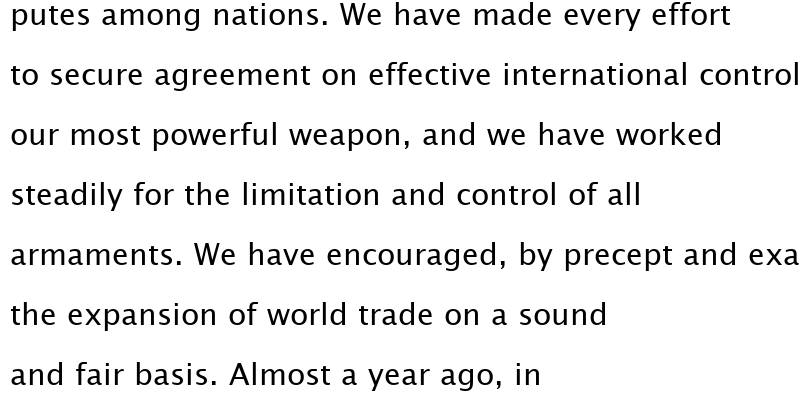 putes among nations. We have made every effort
to secure agreement on effective international control
our most powerful weapon, and we have worked
steadily for the limitation and control of all
armaments. We have encouraged, by precept and exa
the expansion of world trade on a sound
and fair basis. Almost a year ago, in